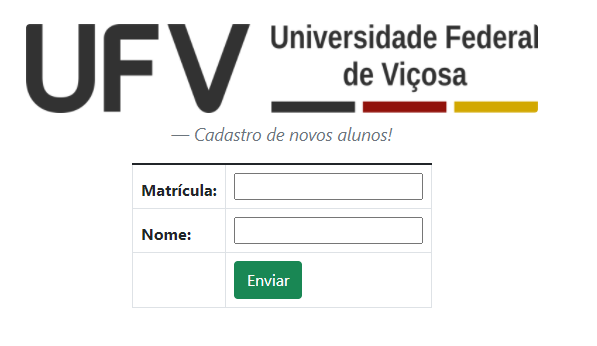 UFV
Universidade Federal
de Viçosa
— Cadastro de novos alunos!
Matrícula:
Nome:
Enviar